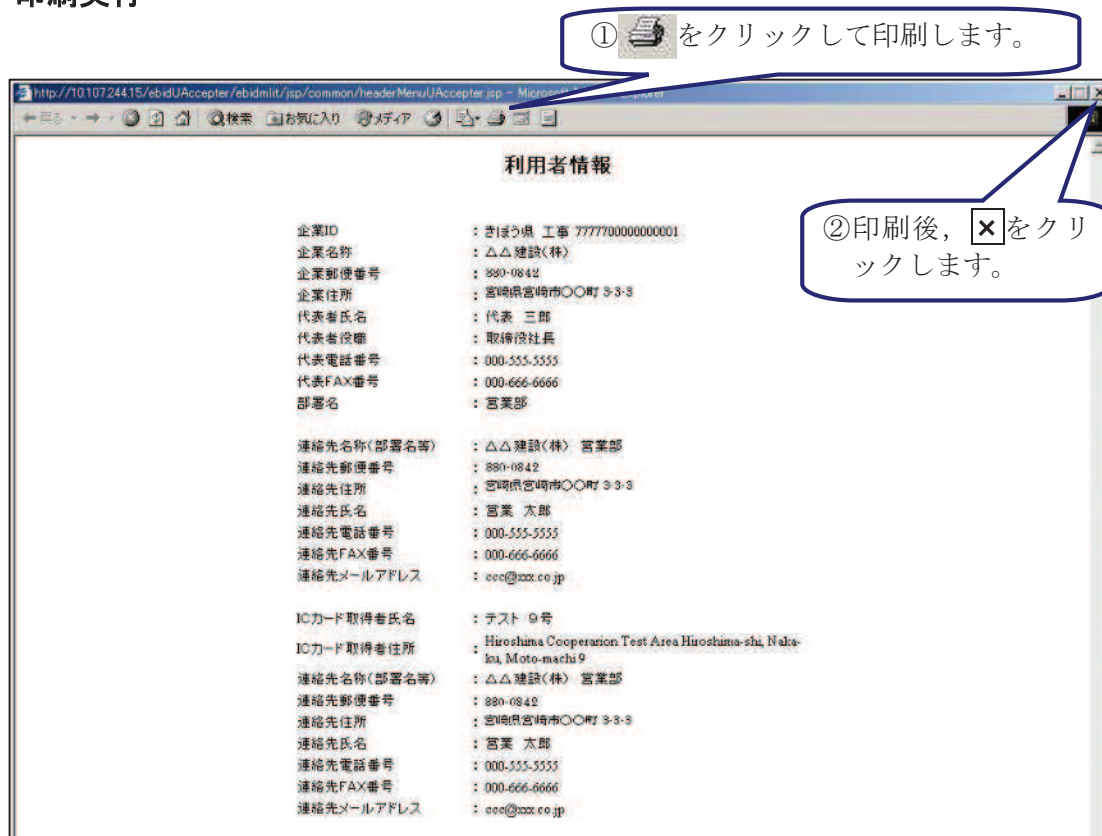 ①をクリックして印刷します。
http://10.107.244.15/ebidUAccepter/ebidmlit/jsp/common/headerMenuUAccepter.jsp - Microsoft
検索 お気に入り メディア
利用者情報
②印刷後，×をクリ
ックします。
企業ID : きぼう県 工事 7777700000000001
企業名称 : △△建設(株)
企業郵便番号 : 880-0842
企業住所 : 宮崎県宮崎市〇〇町 3-3-3
代表者氏名 : 代表 三郎
代表者役職 : 取締役社長
代表電話番号 : 000-555-5555
代表FAX番号 : 000-666-6666
部署名 : 営業部
連絡先名称(部署名等) : △△建設(株) 営業部
連絡先郵便番号 : 880-0842
連絡先住所 : 宮崎県宮崎市〇〇町 3-3-3
連絡先氏名 : 営業 太郎
連絡先電話番号 : 000-555-5555
連絡先FAX番号 : 000-666-6666
連絡先メールアドレス : ccc@xxx.co.jp
ICカード取得者氏名 : テスト 9号
ICカード取得者住所 : Hiroshima Cooperarion Test Area Hiroshima-shi, Naka-
ku, Moto-machi 9
連絡先名称(部署名等) : △△建設(株) 営業部
連絡先郵便番号 : 880-0842
連絡先住所 : 宮崎県宮崎市〇〇町 3-3-3
連絡先氏名 : 営業 太郎
連絡先電話番号 : 000-555-5555
連絡先FAX番号 : 000-666-6666
連絡先メールアドレス : ccc@xxx.co.jp